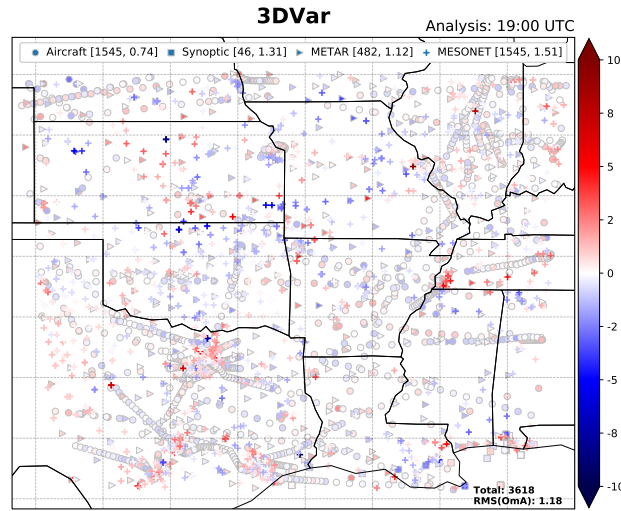 3DVar
Analysis: 19:00 UTC
Aircraft [1545, 0.74] Synoptic [46, 1.31] METAR [482, 1.12] MESONET [1545, 1.51]
10
8
5
2
0
-2
-5
-8
-10
Total: 3618
RMS(OmA): 1.18